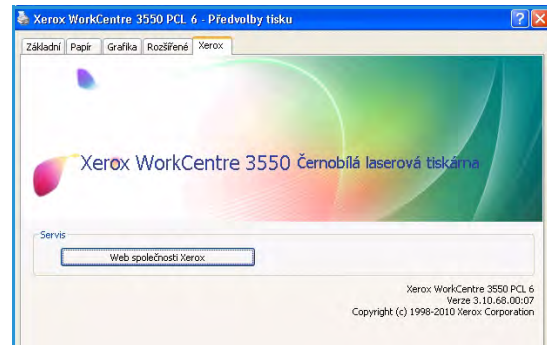 Xerox WorkCentre 3550 PCL 6 - Předvolby tisku
Základní Papír Grafika Rozšířené Xerox
Xerox WorkCentre 3550 Černobílá laserová tiskárna
Servis
Web společnosti Xerox
Xerox WorkCentre 3550 PCL 6
Verze 3.10.68.00:07
Copyright (c) 1998-2010 Xerox Corporation